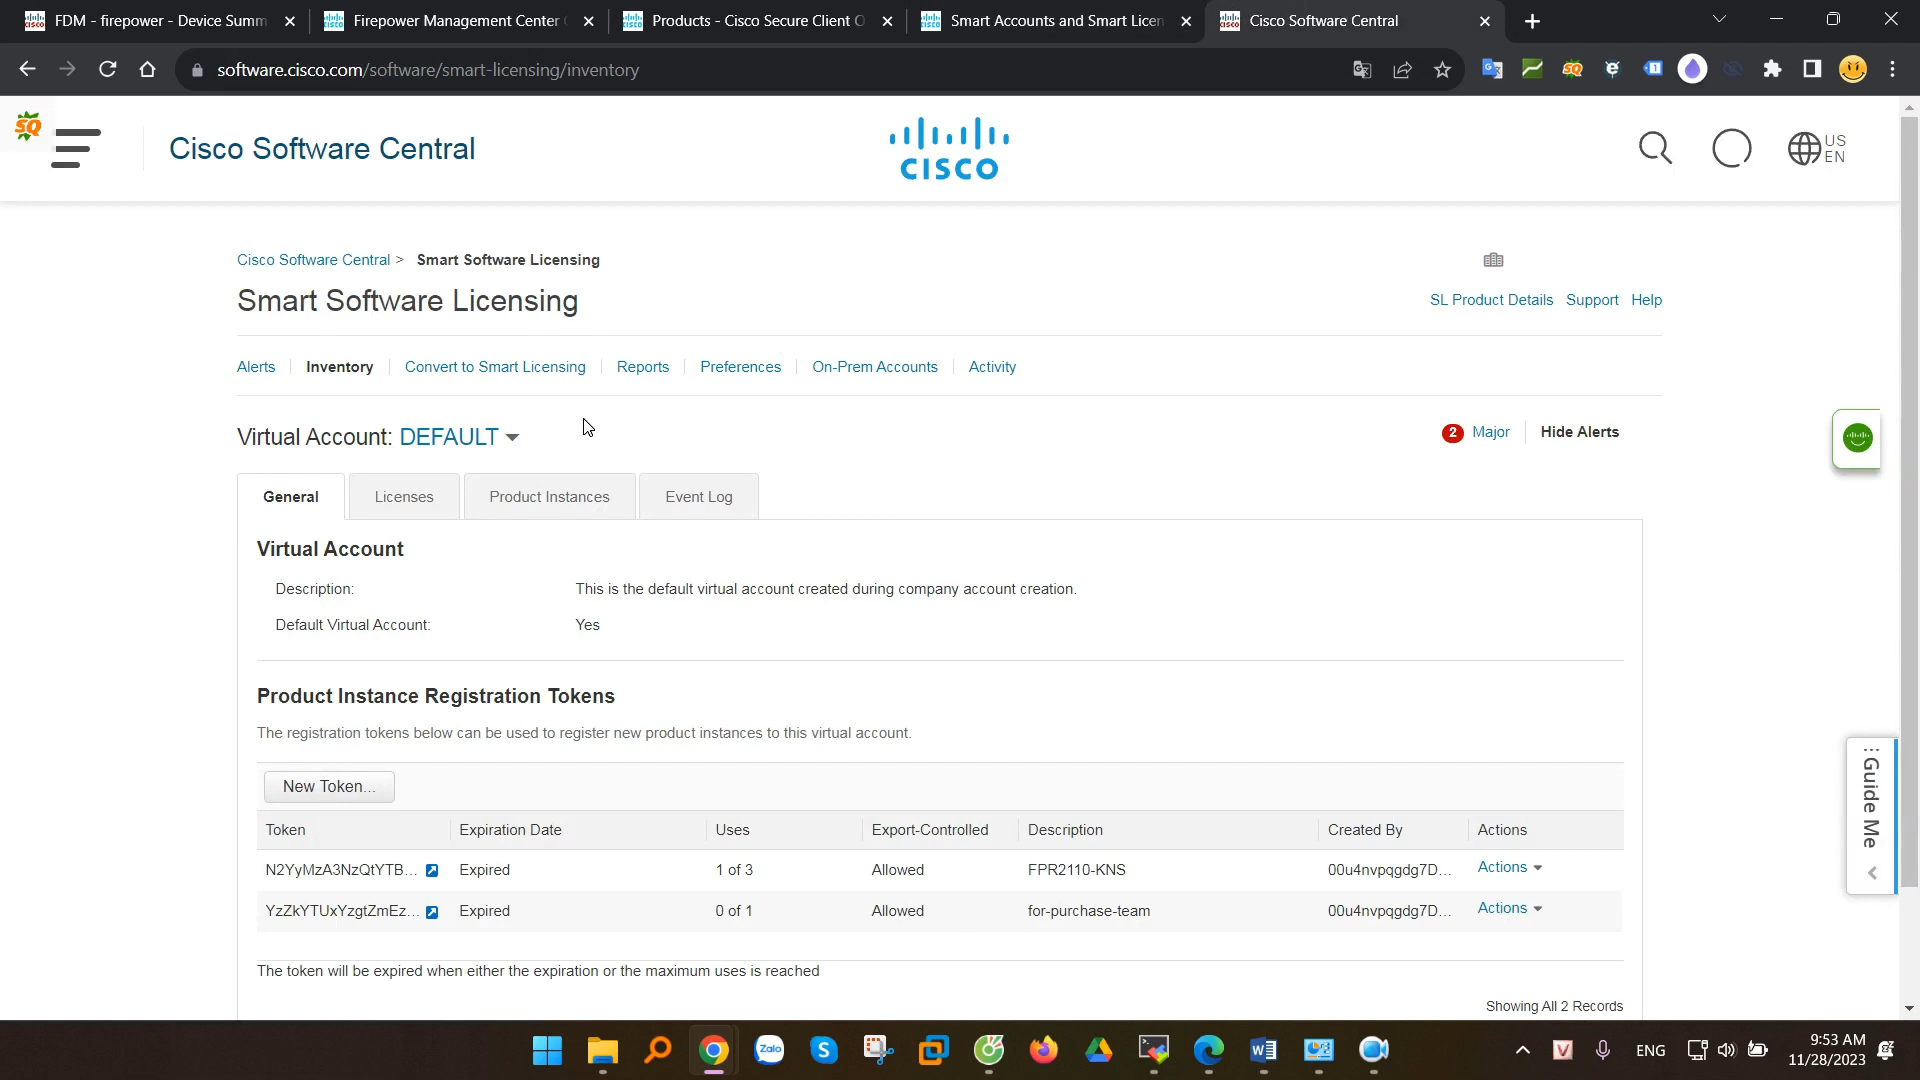 FDM - firepower - Device Summ
Firepower Management Center
Products - Cisco Secure Client O
Smart Accounts and Smart Licen
Cisco Software Central
software.cisco.com/software/smart-licensing/inventory
SQ
Cisco Software Central
CISCO
US
EN
Cisco Software Central > Smart Software Licensing
Smart Software Licensing
SL Product Details Support Help
Alerts Inventory Convert to Smart Licensing Reports Preferences On-Prem Accounts Activity
Virtual Account: DEFAULT
2 Major Hide Alerts
General Licenses Product Instances Event Log
Virtual Account
Description: This is the default virtual account created during company account creation.
Default Virtual Account: Yes
Product Instance Registration Tokens
The registration tokens below can be used to register new product instances to this virtual account.
New Token...
Token Expiration Date Uses Export-Controlled Description Created By Actions
N2YyMzA3NzQtYTB... Expired 1 of 3 Allowed FPR2110-KNS 00u4nvpqgdg7D... Actions
YzZkYTUxYzgtZmEz... Expired 0 of 1 Allowed for-purchase-team 00u4nvpqgdg7D... Actions
The token will be expired when either the expiration or the maximum uses is reached
Showing All 2 Records
Guide Me
Zalo
ENG
9:53 AM
11/28/2023